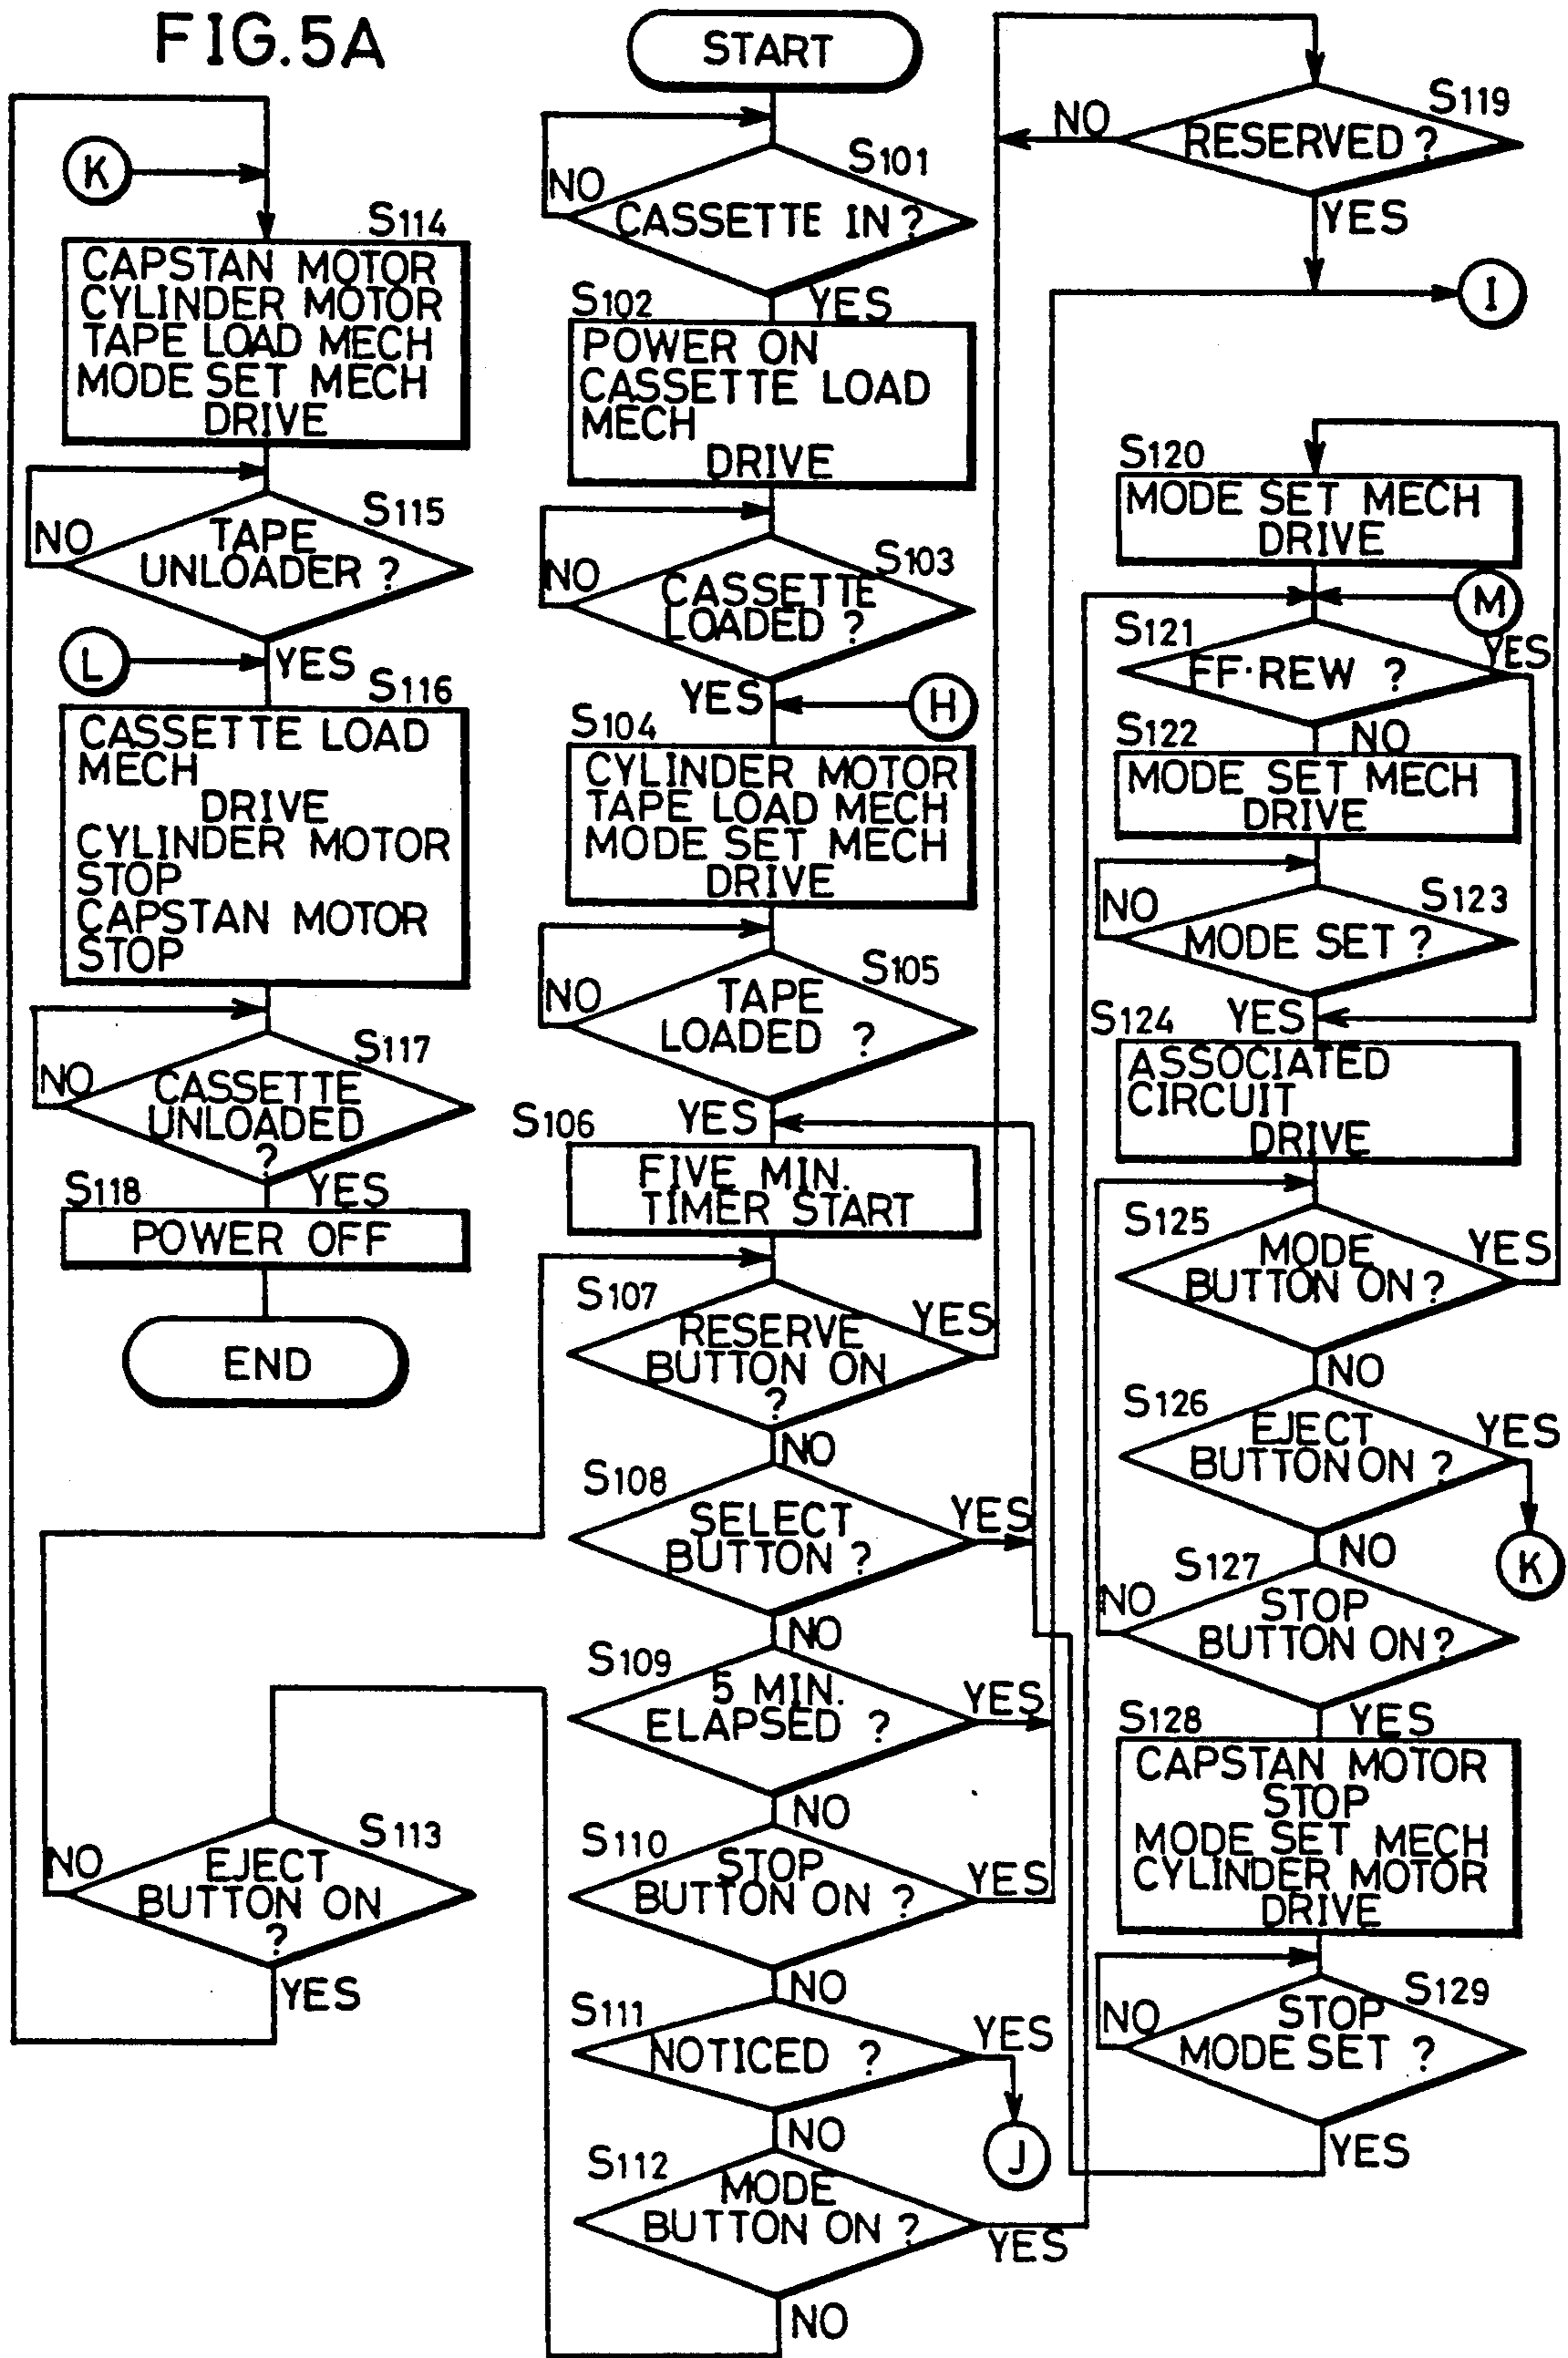 FIG.5A
K
S114
CAPSTAN MOTOR
CYLINDER MOTOR
TAPE LOAD MECH
MODE SET MECH
DRIVE
NO
S115
TAPE
UNLOADER ?
L
YES
S116
CASSETTE LOAD
MECH
DRIVE
CYLINDER MOTOR
STOP
CAPSTAN MOTOR
STOP
NO
S117
CASSETTE
UNLOADED
?
YES
S118
POWER OFF
END
NO
S113
EJECT
BUTTON ON
?
YES
START
S101
NO
CASSETTE IN ?
YES
S102
POWER ON
CASSETTE LOAD
MECH
DRIVE
S103
NO
CASSETTE
LOADED ?
YES
H
S104
CYLINDER MOTOR
TAPE LOAD MECH
MODE SET MECH
DRIVE
S105
NO
TAPE
LOADED ?
YES
S106
FIVE MIN.
TIMER START
S107
RESERVE
BUTTON ON
?
YES
NO
S108
SELECT
BUTTON ?
YES
NO
S109
5 MIN.
ELAPSED ?
YES
NO
S110
STOP
BUTTON ON ?
YES
NO
S111
NOTICED ?
YES
J
NO
S112
MODE
BUTTON ON ?
YES
NO
S119
NO
RESERVED ?
YES
I
S120
MODE SET MECH
DRIVE
M
S121
FF·REW ?
YES
NO
S122
MODE SET MECH
DRIVE
S123
NO
MODE SET ?
YES
S124
ASSOCIATED
CIRCUIT
DRIVE
S125
MODE
BUTTON ON ?
YES
NO
S126
EJECT
BUTTON ON ?
YES
K
NO
S127
NO
STOP
BUTTON ON ?
YES
S128
CAPSTAN MOTOR
STOP
MODE SET MECH
CYLINDER MOTOR
DRIVE
S129
NO
STOP
MODE SET ?
YES